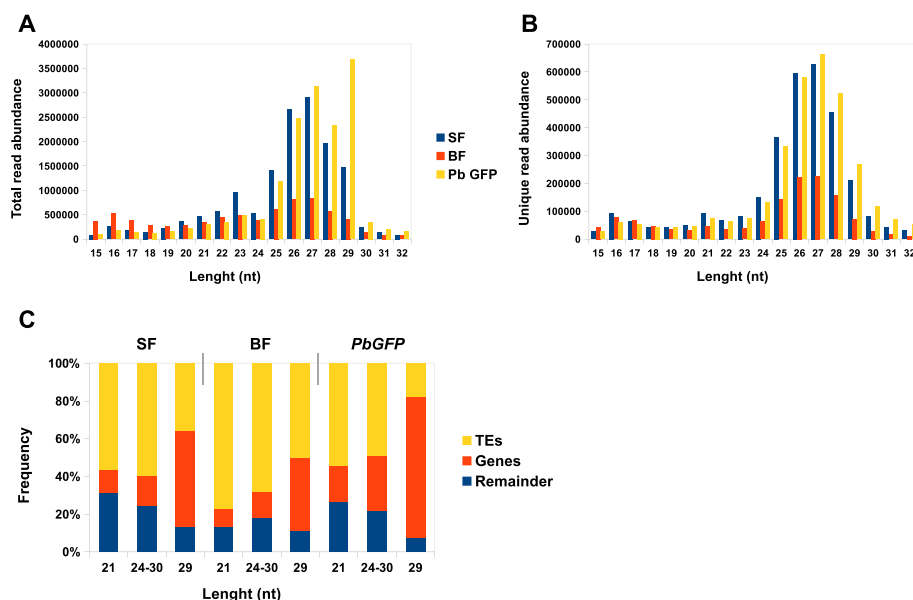 A
Total read abundance
4000000
3500000
3000000
2500000
2000000
1500000
1000000
500000
0
15 16 17 18 19 20 21 22 23 24 25 26 27 28 29 30 31 32
Lenght (nt)
SF
BF
Pb GFP
B
Unique read abundance
700000
600000
500000
400000
300000
200000
100000
0
15 16 17 18 19 20 21 22 23 24 25 26 27 28 29 30 31 32
Lenght (nt)
C
SF BF PbGFP
Frequency
100%
80%
60%
40%
20%
0%
21 24-30 29 21 24-30 29 21 24-30 29
Lenght (nt)
TEs
Genes
Remainder